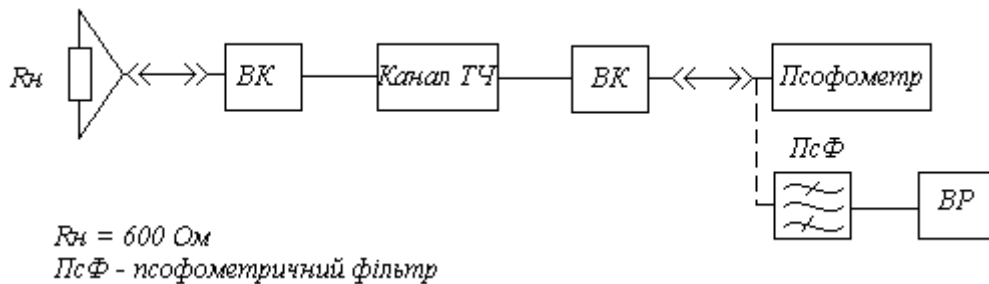 Rн
ВК
Канал ТЧ
ВК
Псофометр
ПсФ
ВР
Rн = 600 Ом
ПсФ - псофометричний фільтр